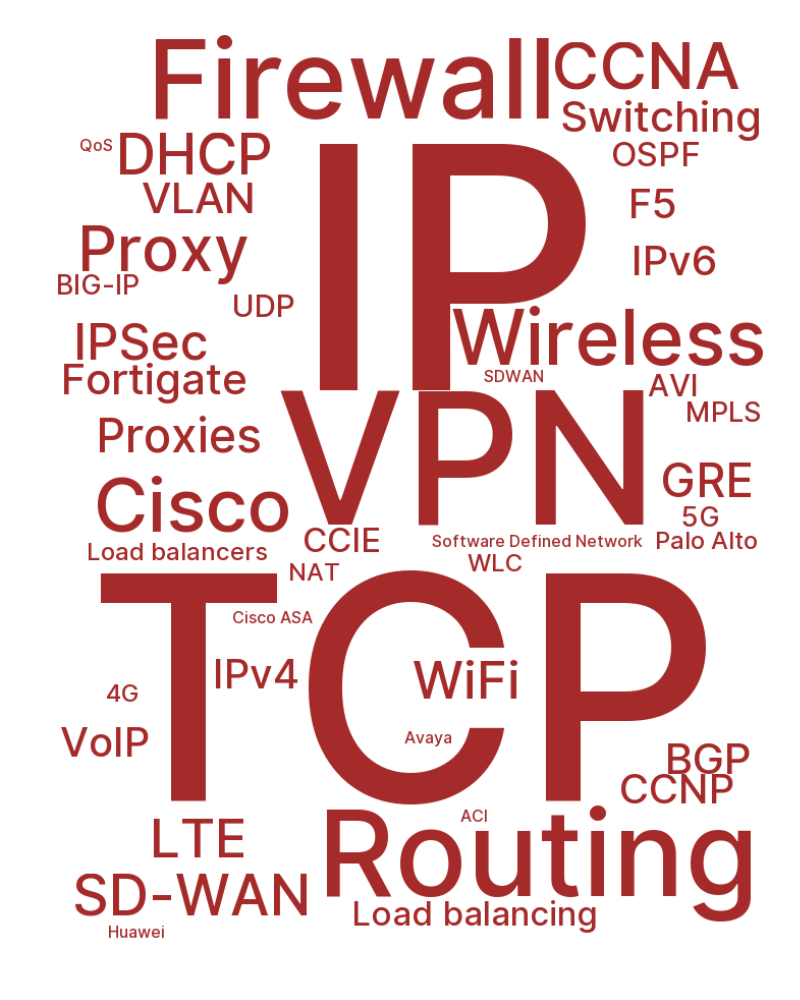 Firewall
CCNA
Switching
QoS
DHCP
OSPF
IP
VLAN
F5
Proxy
IPv6
BIG-IP
UDP
Wireless
IPSec
SDWAN
Fortigate
AVI
MPLS
VPN
Proxies
GRE
Cisco
5G
CCIE
Software Defined Network
Palo Alto
Load balancers
WLC
NAT
TCP
Cisco ASA
IPv4
WiFi
4G
Avaya
VoIP
BGP
CCNP
ACI
Routing
LTE
SD-WAN
Load balancing
Huawei